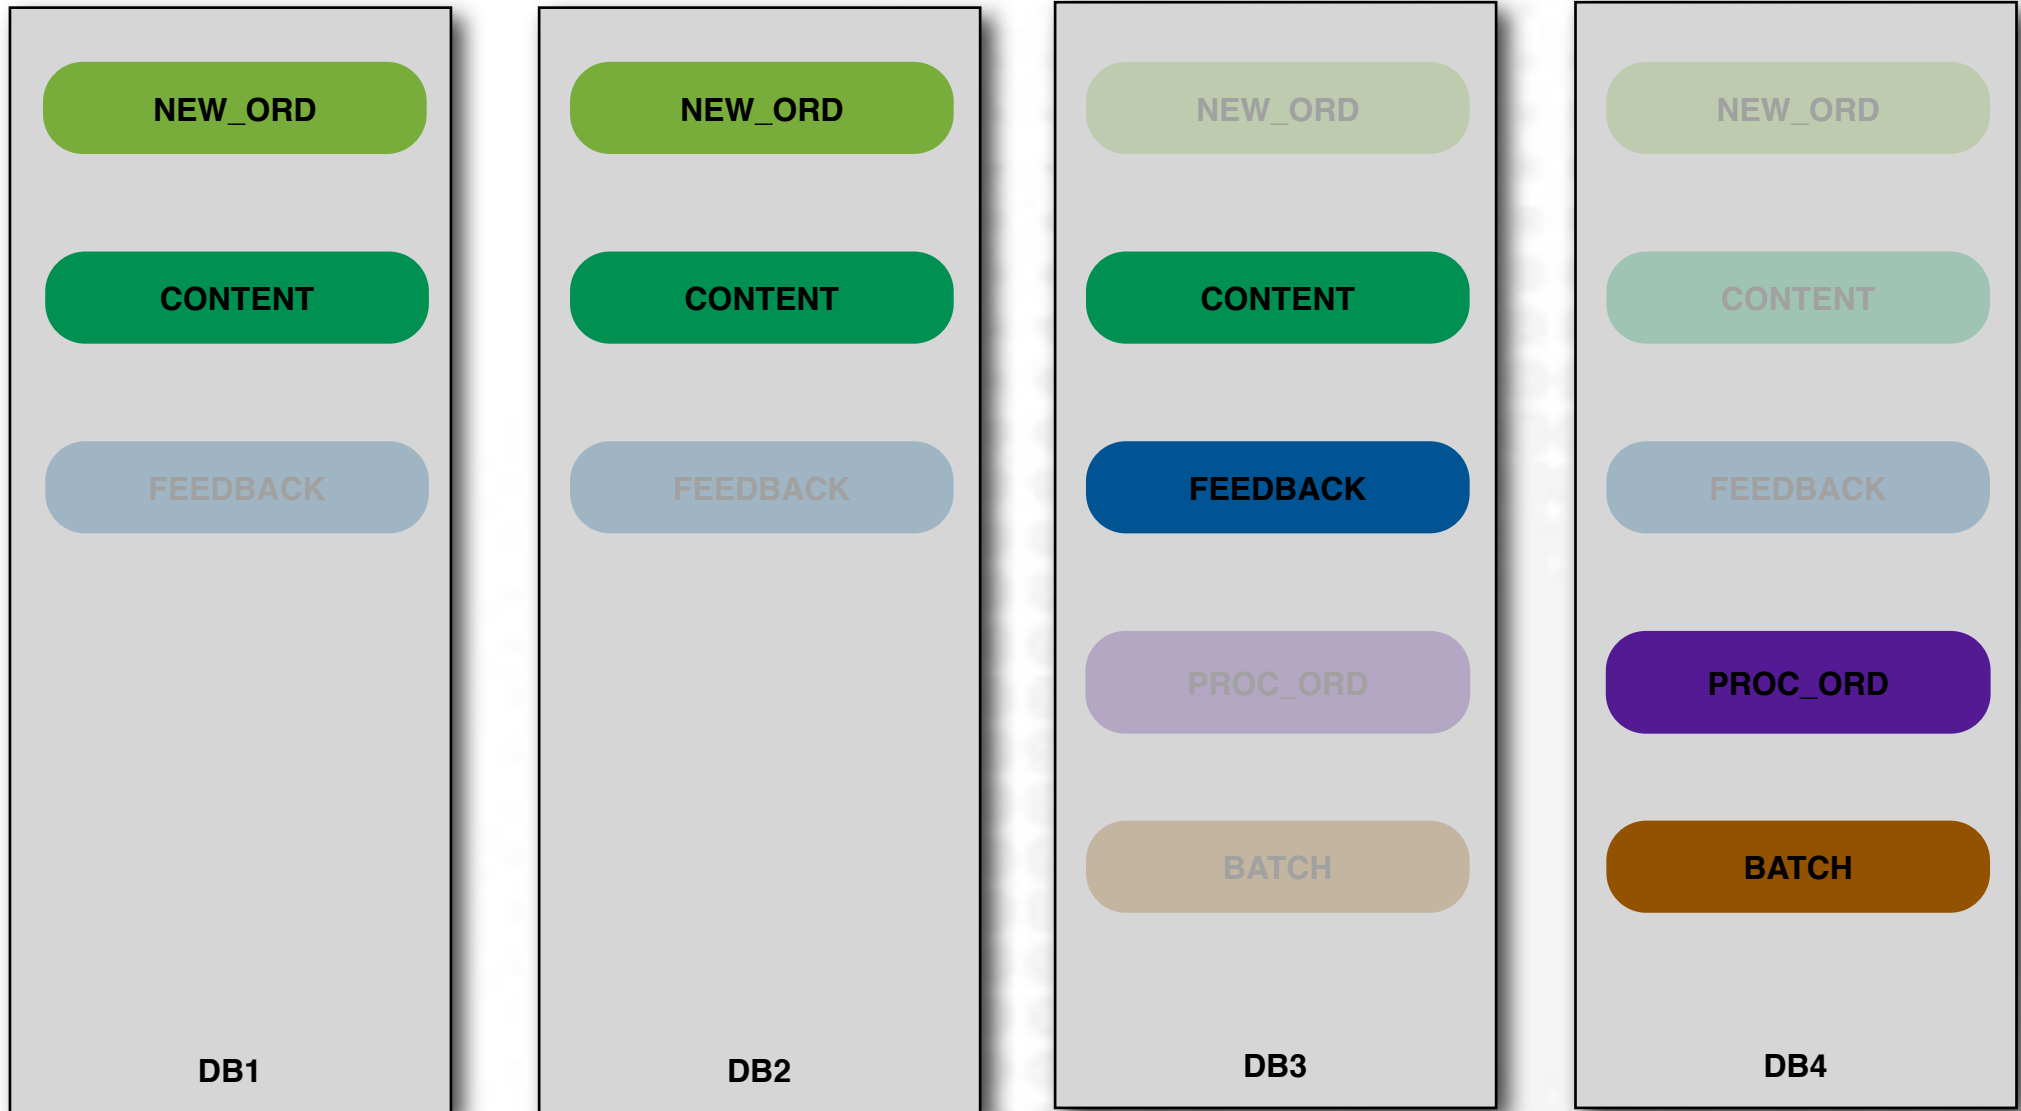 NEW_ORD
CONTENT
FEEDBACK
DB1
NEW_ORD
CONTENT
FEEDBACK
DB2
NEW_ORD
CONTENT
FEEDBACK
PROC_ORD
BATCH
DB3
NEW_ORD
CONTENT
FEEDBACK
PROC_ORD
BATCH
DB4